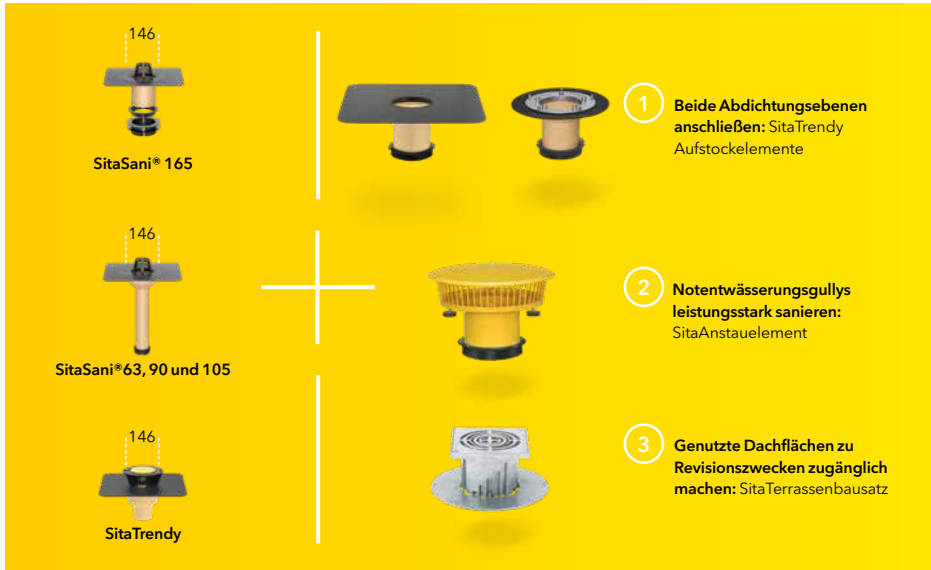 146
SitaSani® 165
146
SitaSani®63, 90 und 105
146
SitaTrendy
1
Beide Abdichtungsebenen
anschließen: SitaTrendy
Aufstockelemente
2
Notentwässerungsgullys
leistungsstark sanieren:
SitaAnstauelement
3
Genutzte Dachflächen zu
Revisionszwecken zugänglich
machen: SitaTerrassenbausatz